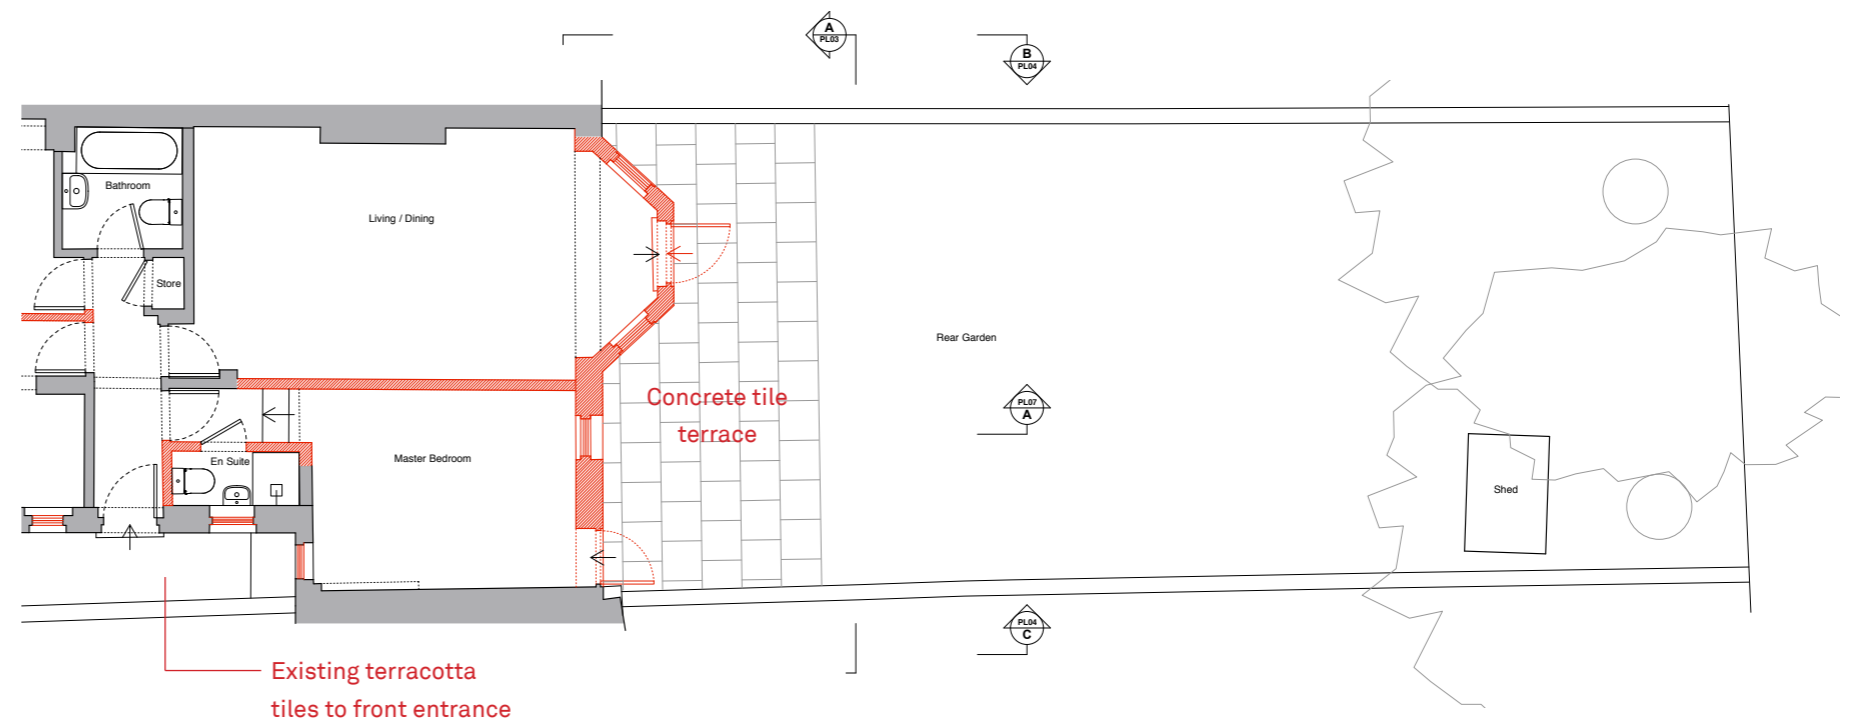 A
PL03
B
PL04
Bathroom
Living / Dining
Store
Rear Garden
Concrete tile
terrace
PL07
A
En Suite
Master Bedroom
Shed
PL04
C
Existing terracotta
tiles to front entrance